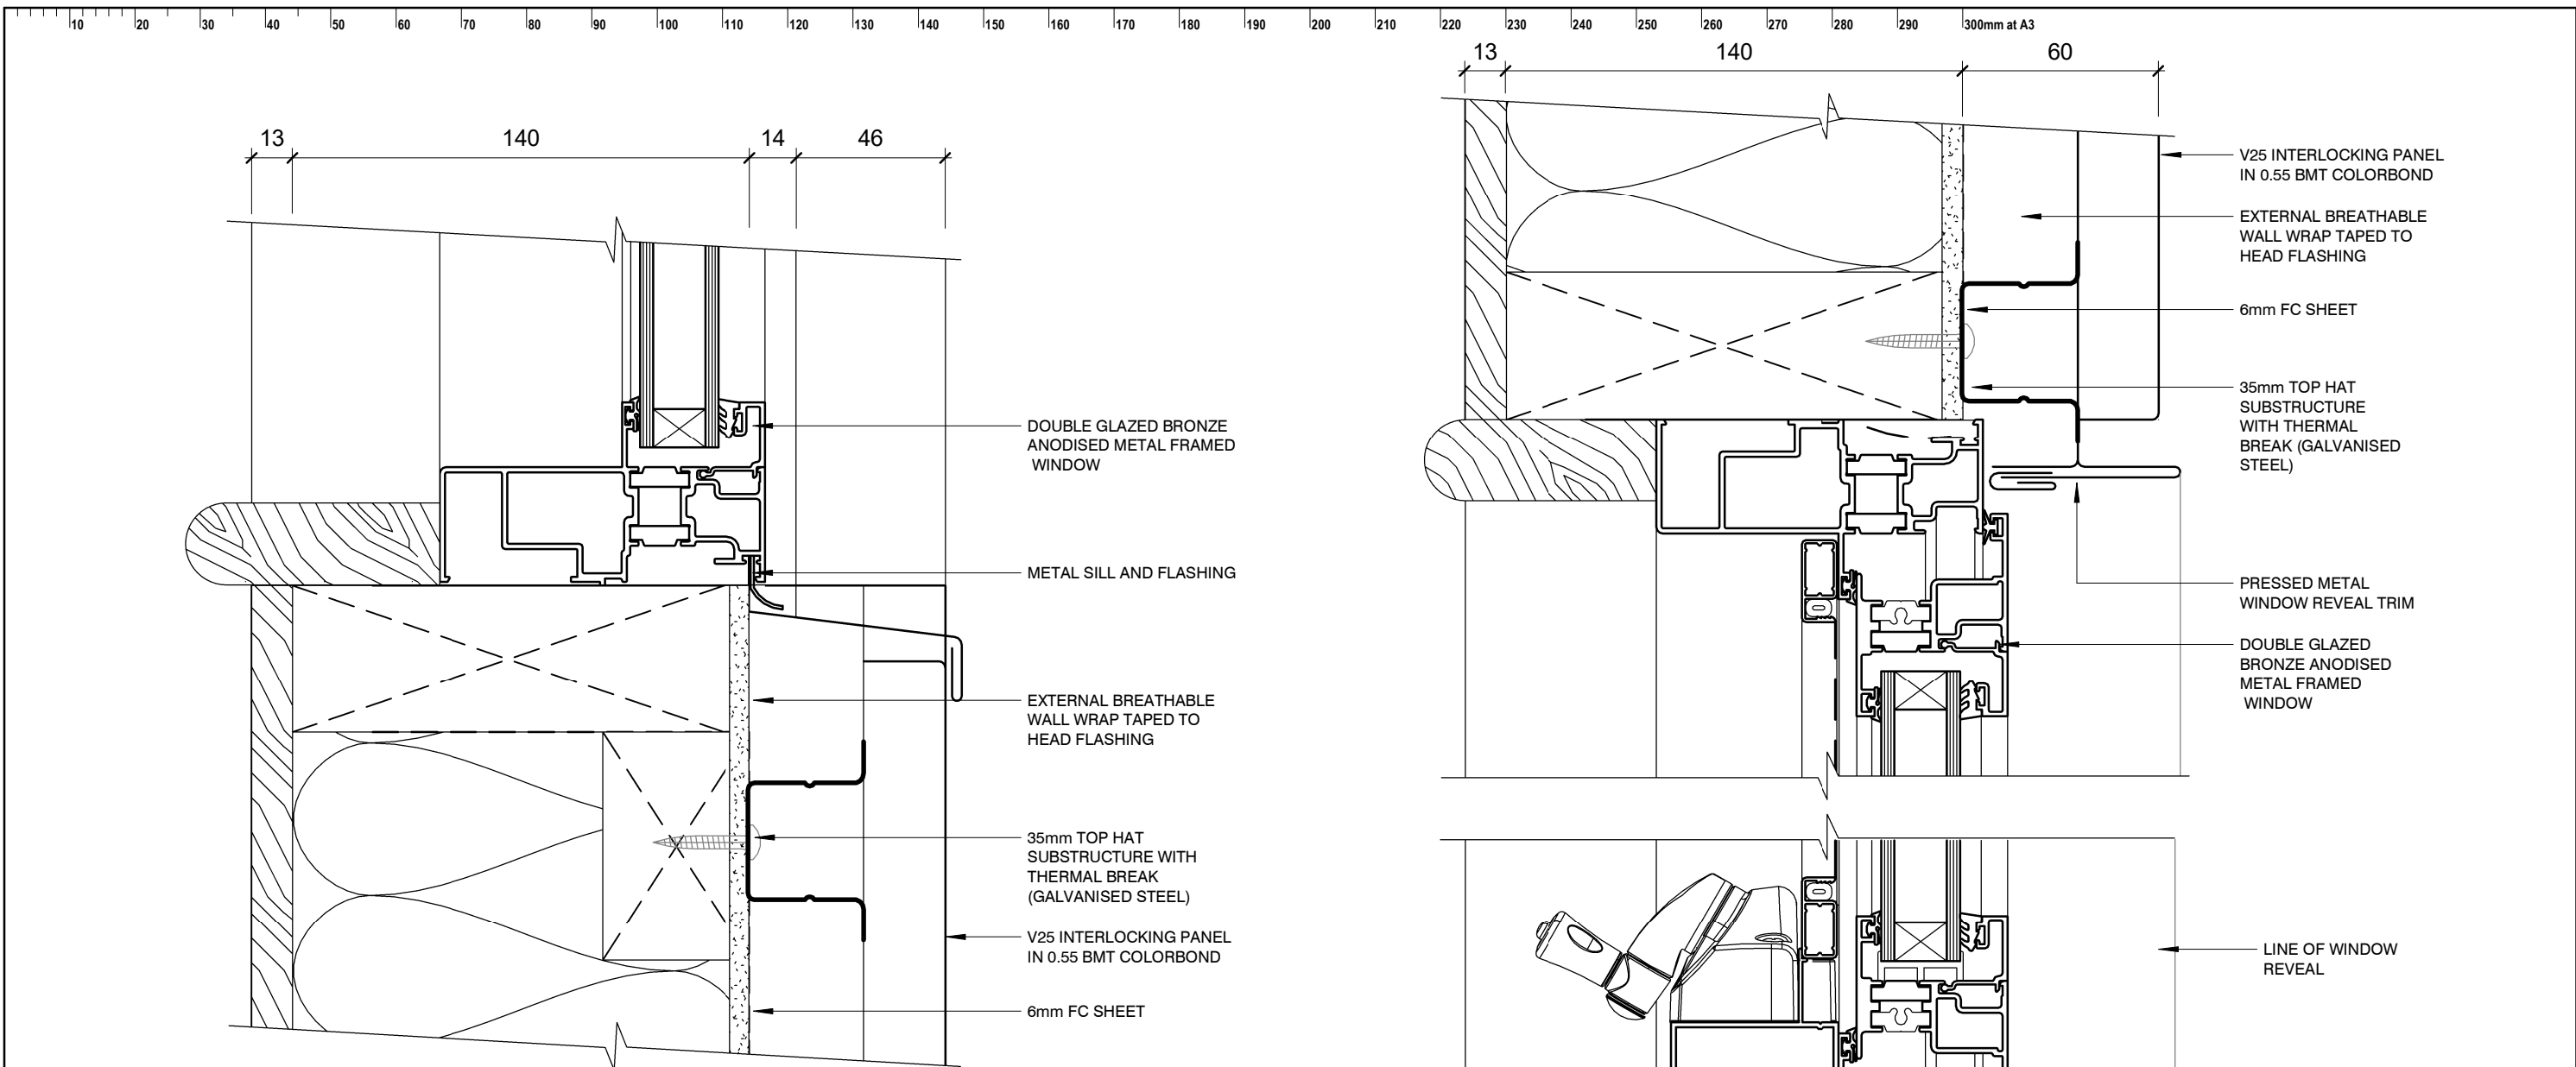 10 20 30 40 50 60 70 80 90 100 110 120 130 140 150 160 170 180 190 200 210 220 230 240 250 260 270 280 290 300mm at A3
13 140 14 46
DOUBLE GLAZED BRONZE
ANODISED METAL FRAMED
WINDOW
METAL SILL AND FLASHING
EXTERNAL BREATHABLE
WALL WRAP TAPED TO
HEAD FLASHING
35mm TOP HAT
SUBSTRUCTURE WITH
THERMAL BREAK
(GALVANISED STEEL)
V25 INTERLOCKING PANEL
IN 0.55 BMT COLORBOND
6mm FC SHEET
13 140 60
V25 INTERLOCKING PANEL
IN 0.55 BMT COLORBOND
EXTERNAL BREATHABLE
WALL WRAP TAPED TO
HEAD FLASHING
6mm FC SHEET
35mm TOP HAT
SUBSTRUCTURE
WITH THERMAL
BREAK (GALVANISED
STEEL)
PRESSED METAL
WINDOW REVEAL TRIM
DOUBLE GLAZED
BRONZE ANODISED
METAL FRAMED
WINDOW
LINE OF WINDOW
REVEAL